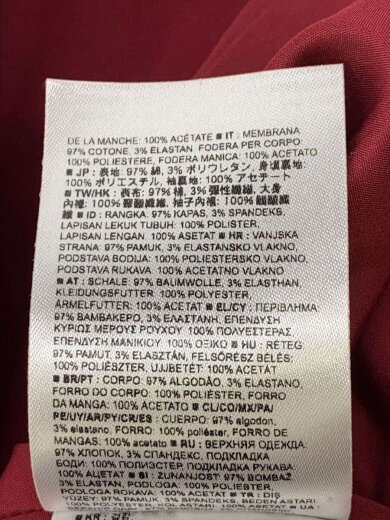 DE LA MANCHE: 100% ACÉTATE ■ IT : MEMBRANA
97% COTONE, 3% ELASTAN, FODERA PER CORPO:
100% POLIESTERE, FODERA MANICA: 100% ACETATO
■ JP : 表地: 97% 綿, 3% ポリウレタン, 身頃裏地:
100% ポリエステル, 袖裏地: 100% アセテート
■ TW/HK : 表布: 97% 棉, 3% 彈性纖維, 大身
內裡: 100% 聚酯纖維, 袖子內裡: 100% 醋酸纖
維 ■ ID : RANGKA: 97% KAPAS, 3% SPANDEKS,
LAPISAN LEKUK TUBUH: 100% POLISTER,
LAPISAN LENGAN: 100% ASETAT ■ HR : VANJSKA
STRANA: 97% PAMUK, 3% ELASTANSKO VLAKNO,
PODSTAVA BODIJA: 100% POLIESTERSKO VLAKNO,
PODSTAVA RUKAVA: 100% ACETATNO VLAKNO
■ AT : SCHALE: 97% BAUMWOLLE, 3% ELASTHAN,
KLEIDUNGSFUTTER: 100% POLYESTER,
ÄRMELFUTTER: 100% ACETAT ■ EL/CY : ΠΕΡΙΒΛΗΜΑ:
97% ΒΑΜΒΑΚΕΡΟ, 3% ΕΛΑΣΤΑΝΗ, ΕΠΕΝΔΥΣΗ
ΚΥΡΙΩΣ ΜΕΡΟΥΣ ΡΟΥΧΟΥ: 100% ΠΟΛΥΕΣΤΕΡΑΣ,
ΕΠΕΝΔΥΣΗ ΜΑΝΙΚΙΟΥ: 100% ΟΞΙΚΟ ■ HU : RÉTEG:
97% PAMUT, 3% ELASZTÁN, FELSŐRÉSZ BÉLÉS:
100% POLIÉSZTER, UJJBETÉT: 100% ACETÁT
■ BR/PT : CORPO: 97% ALGODÃO, 3% ELASTANO,
FORRO DO CORPO: 100% POLIÉSTER, FORRO
DA MANGA: 100% ACETATO ■ CL/CO/MX/PA/
PE/UY/AR/PY/CR/ES : CUERPO: 97% algodon,
3% elastano, FORRO: 100% poliéster, FORRO DE
MANGAS: 100% acetato ■ RU : ВЕРХНЯЯ ОДЕЖДА:
97% ХЛОПОК, 3% СПАНДЕКС, ПОДКЛАДКА
БОДИ: 100% ПОЛИЭСТЕР, ПОДКЛАДКА РУКАВА:
100% АЦЕТАТ ■ SI : ZUNANJOST: 97% BOMBAŽ,
3% ELASTAN, PODLOGA: 100% POLIESTER,
PODLOGA ROKAVA: 100% ACETAT ■ TR : DIŞ
YÜZEY: 97% PAMUK, 3% SPANDEKS, BEDEN ASTARI: